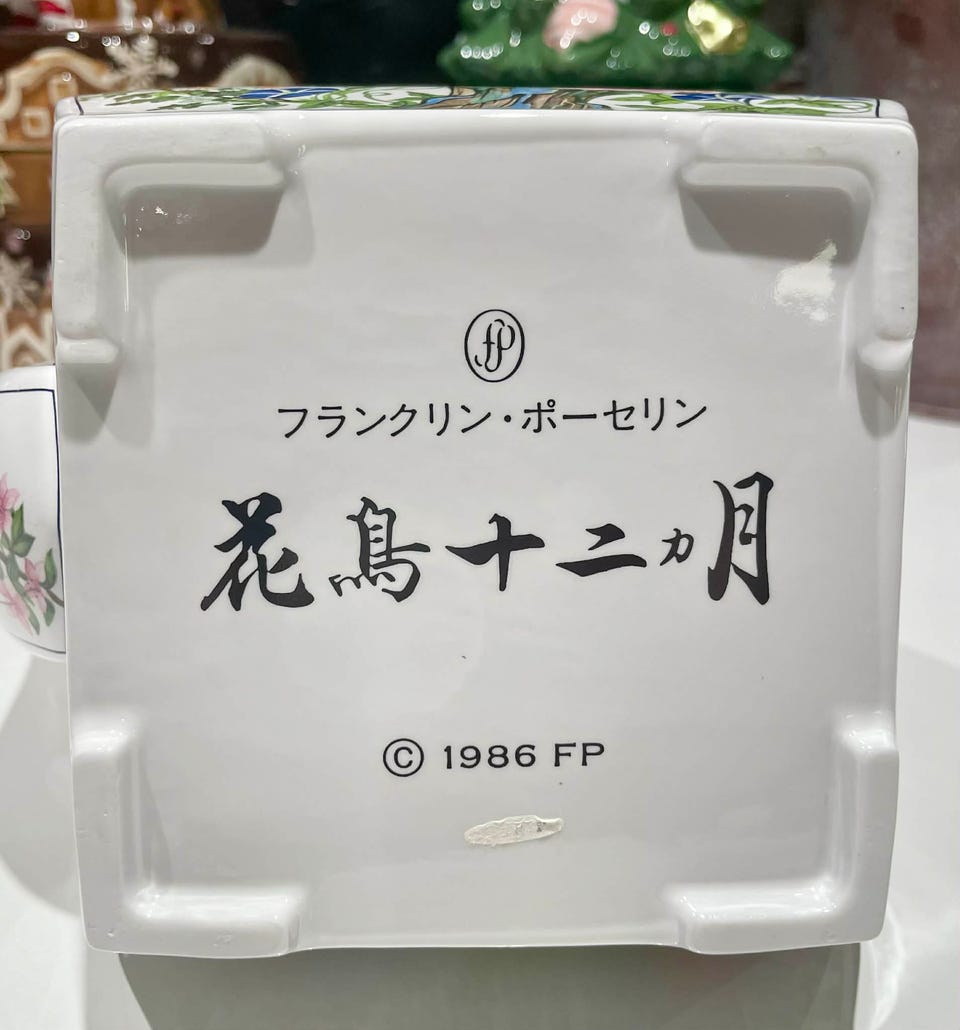 fp
フランクリン・ポーセリン
花鳥十二ヵ月
© 1986 FP